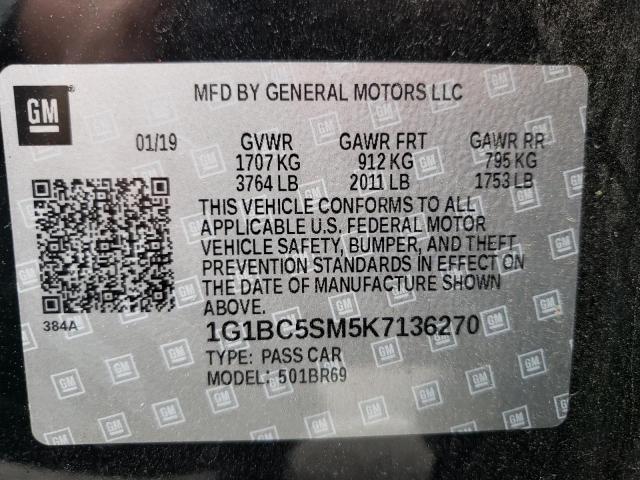 GM
MFD BY GENERAL MOTORS LLC
01/19 GVWR GAWR FRT GAWR RR
1707 KG 912 KG 795 KG
3764 LB 2011 LB 1753 LB
THIS VEHICLE CONFORMS TO ALL
APPLICABLE U.S. FEDERAL MOTOR
VEHICLE SAFETY, BUMPER, AND THEFT
PREVENTION STANDARDS IN EFFECT ON
THE DATE OF MANUFACTURE SHOWN
ABOVE.
384A
1G1BC5SM5K7136270
TYPE: PASS CAR
MODEL: 501BR69